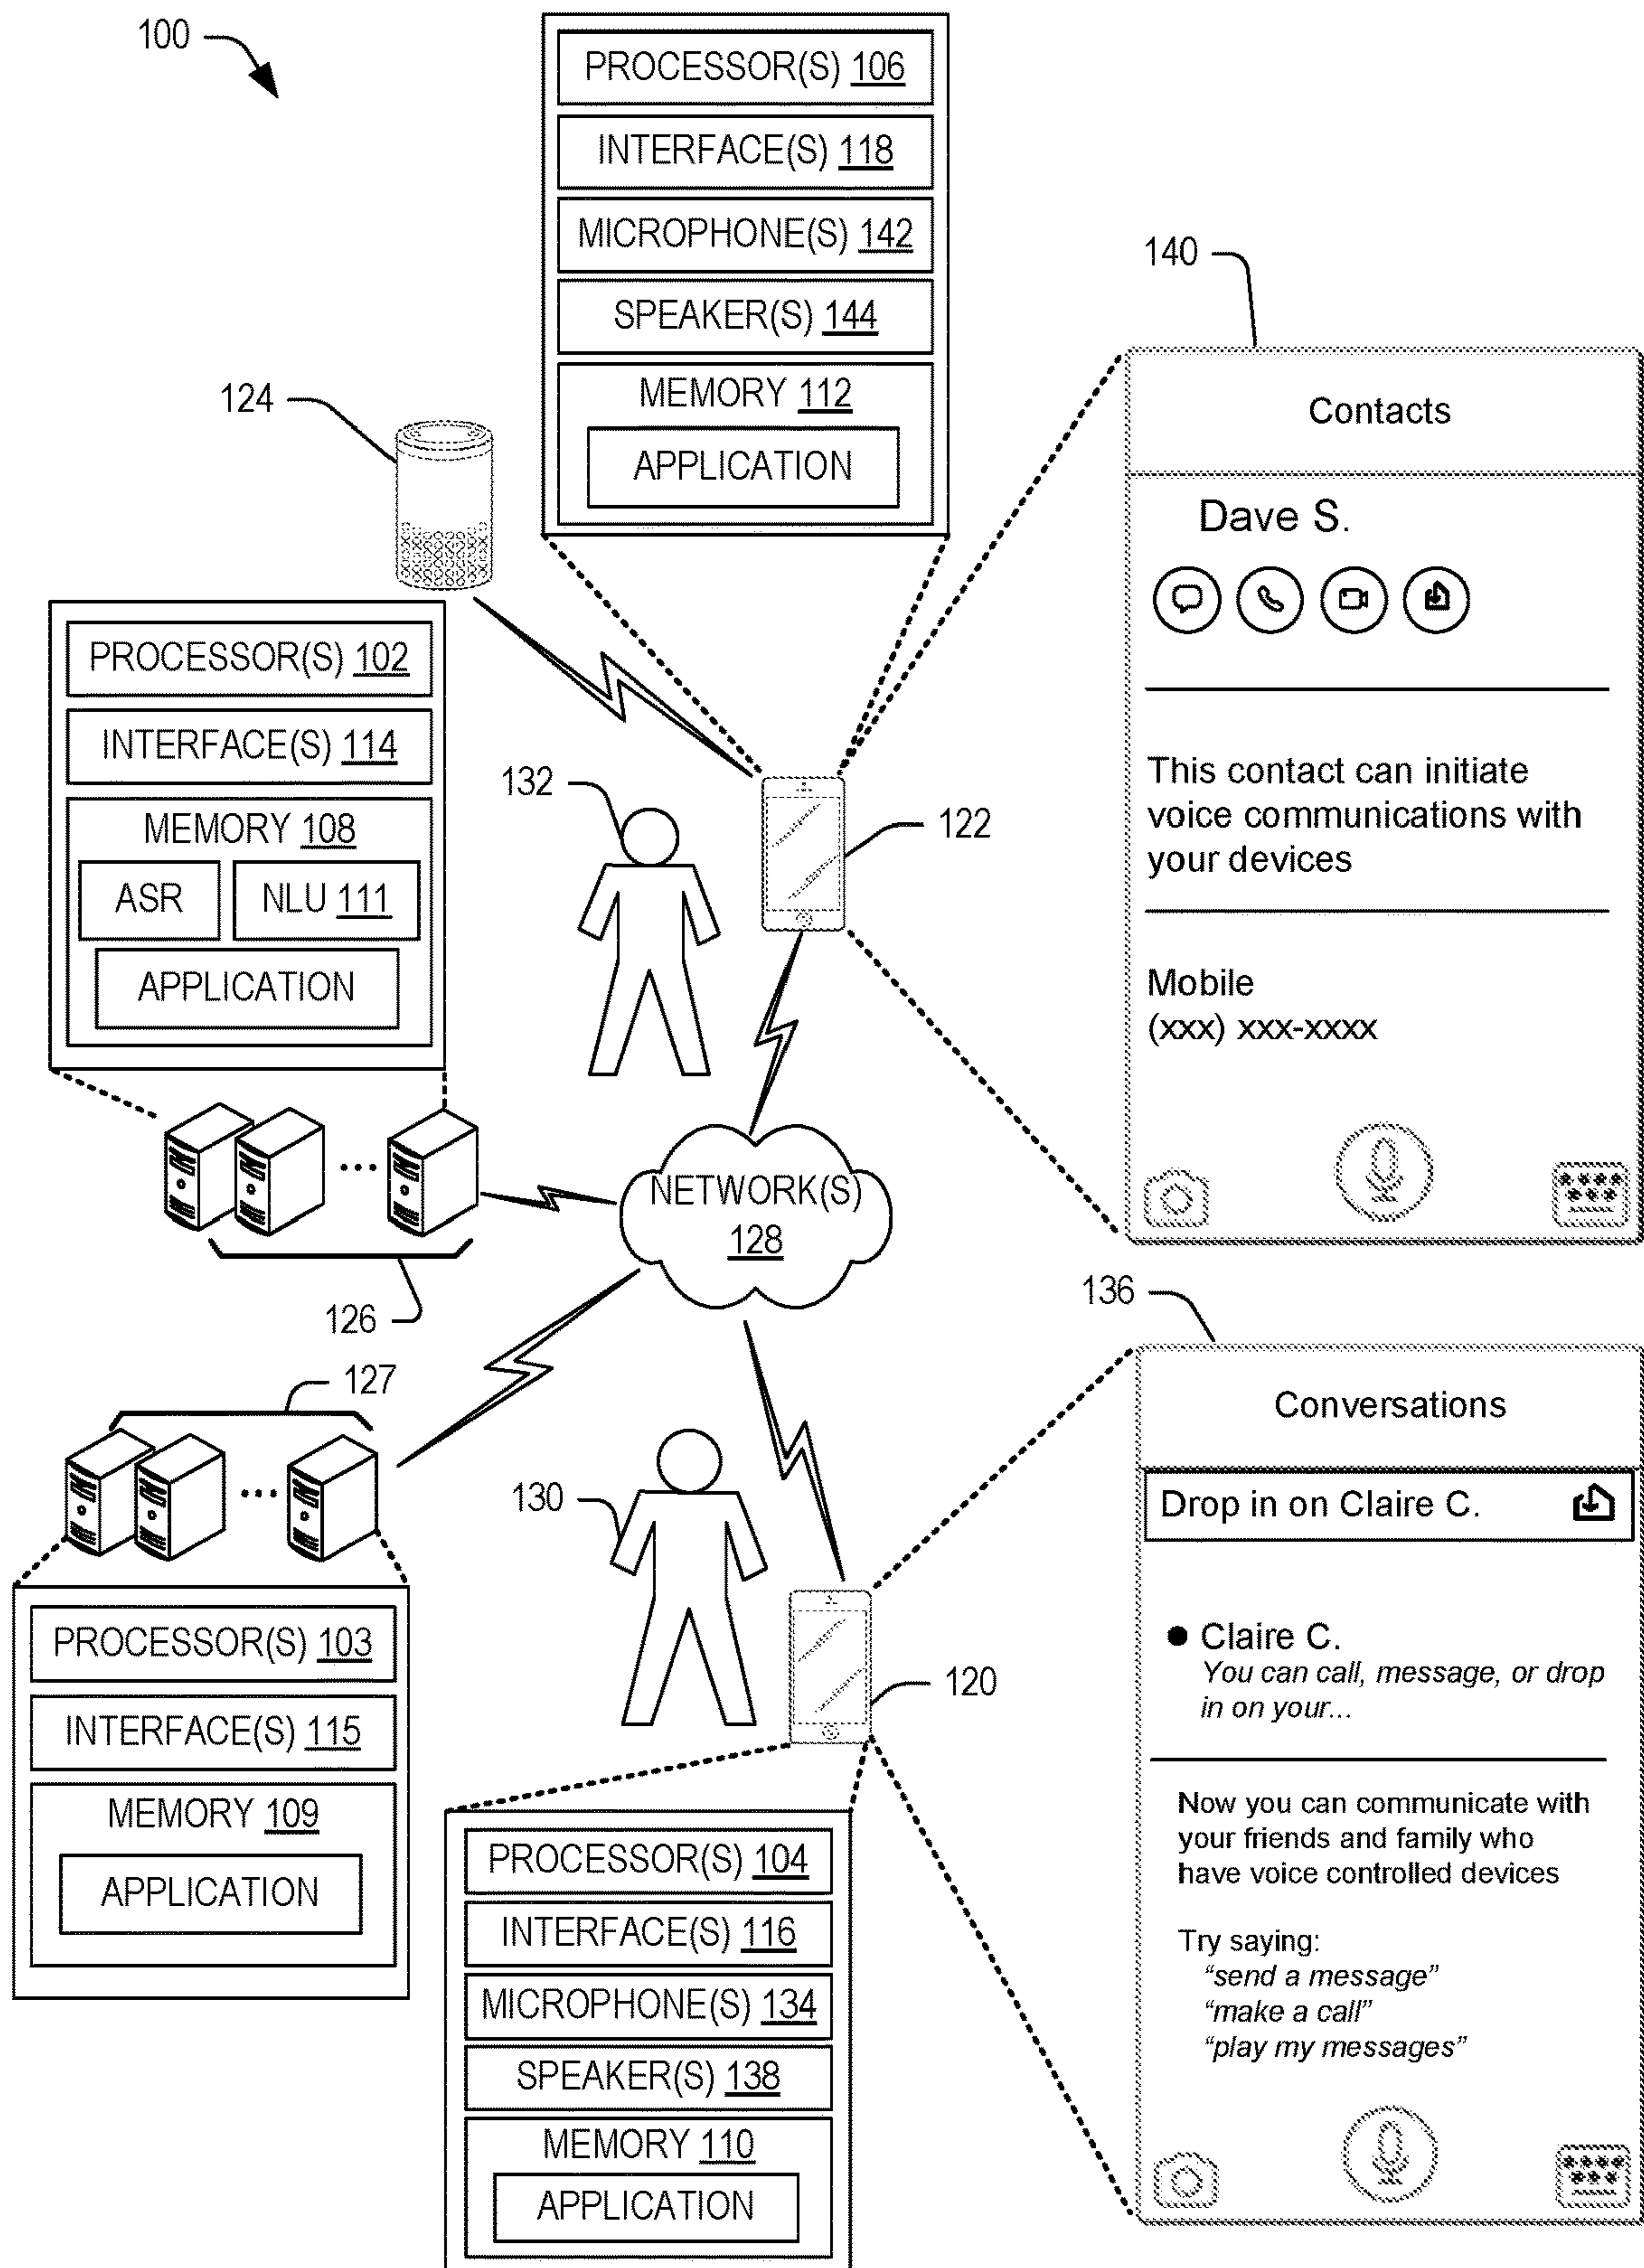 100
PROCESSOR(S) 106
INTERFACE(S) 118
MICROPHONE(S) 142
SPEAKER(S) 144
MEMORY 112
APPLICATION
124
140
Contacts
Dave S.
This contact can initiate
voice communications with
your devices
Mobile
(xxx) xxx-xxxx
PROCESSOR(S) 102
INTERFACE(S) 114
MEMORY 108
ASR
NLU 111
APPLICATION
132
122
NETWORK(S)
128
126
127
130
120
136
Conversations
Drop in on Claire C.
● Claire C.
You can call, message, or drop
in on your...
Now you can communicate with
your friends and family who
have voice controlled devices
Try saying:
“send a message”
“make a call”
“play my messages”
PROCESSOR(S) 103
INTERFACE(S) 115
MEMORY 109
APPLICATION
PROCESSOR(S) 104
INTERFACE(S) 116
MICROPHONE(S) 134
SPEAKER(S) 138
MEMORY 110
APPLICATION